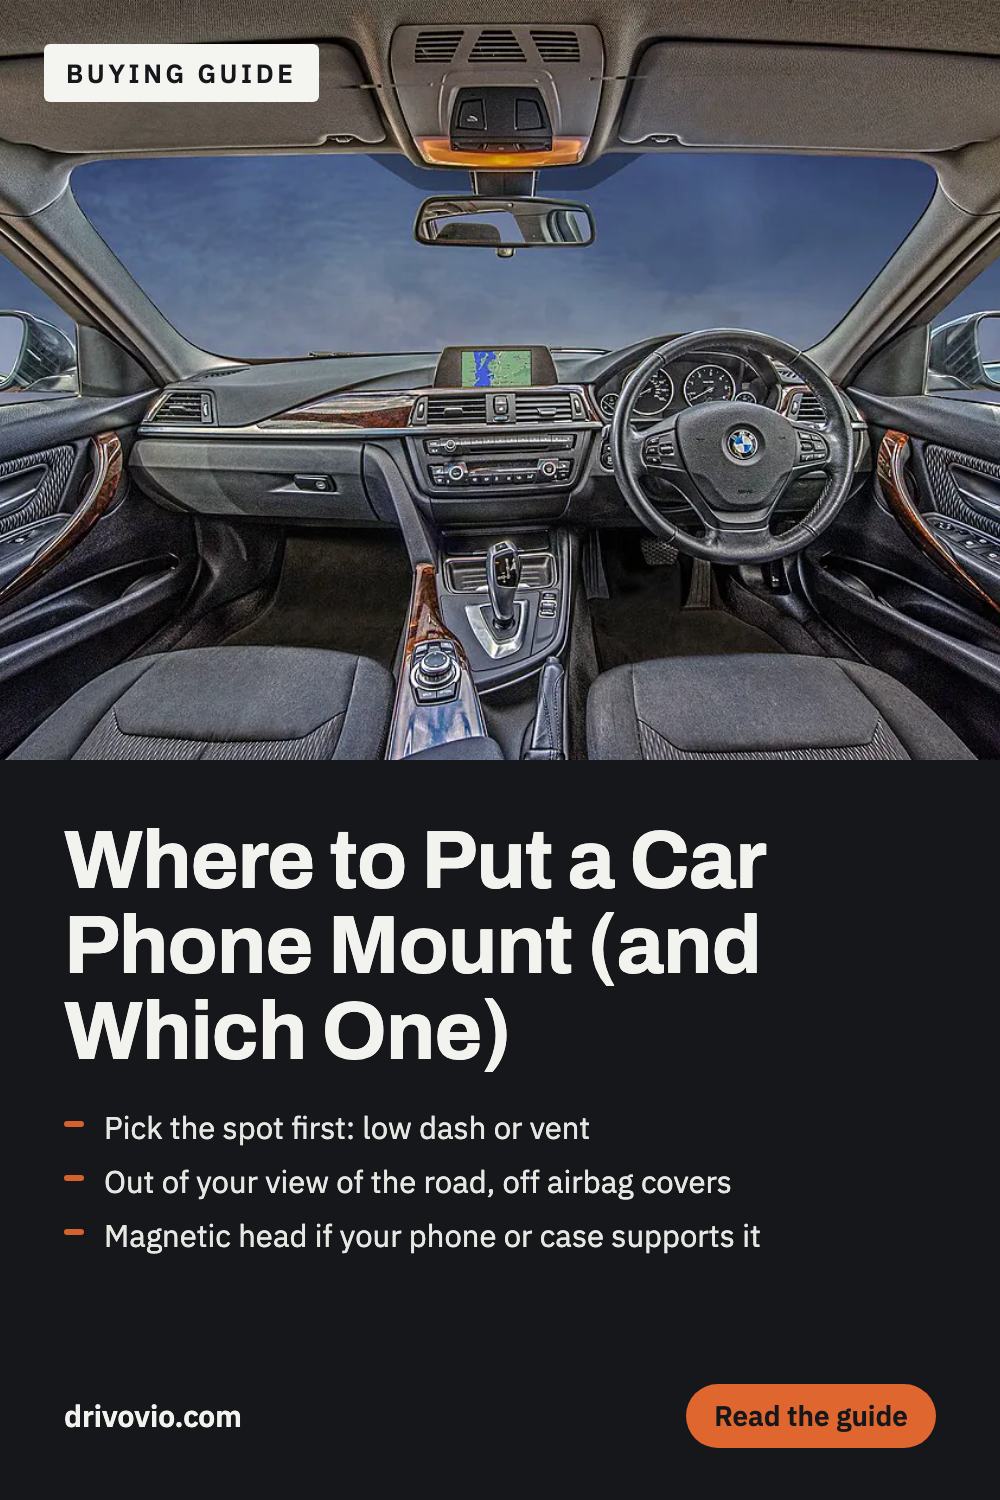 BUYING GUIDE
Where to Put a Car
Phone Mount (and
Which One)
Pick the spot first: low dash or vent
Out of your view of the road, off airbag covers
Magnetic head if your phone or case supports it
drivovio.com
Read the guide